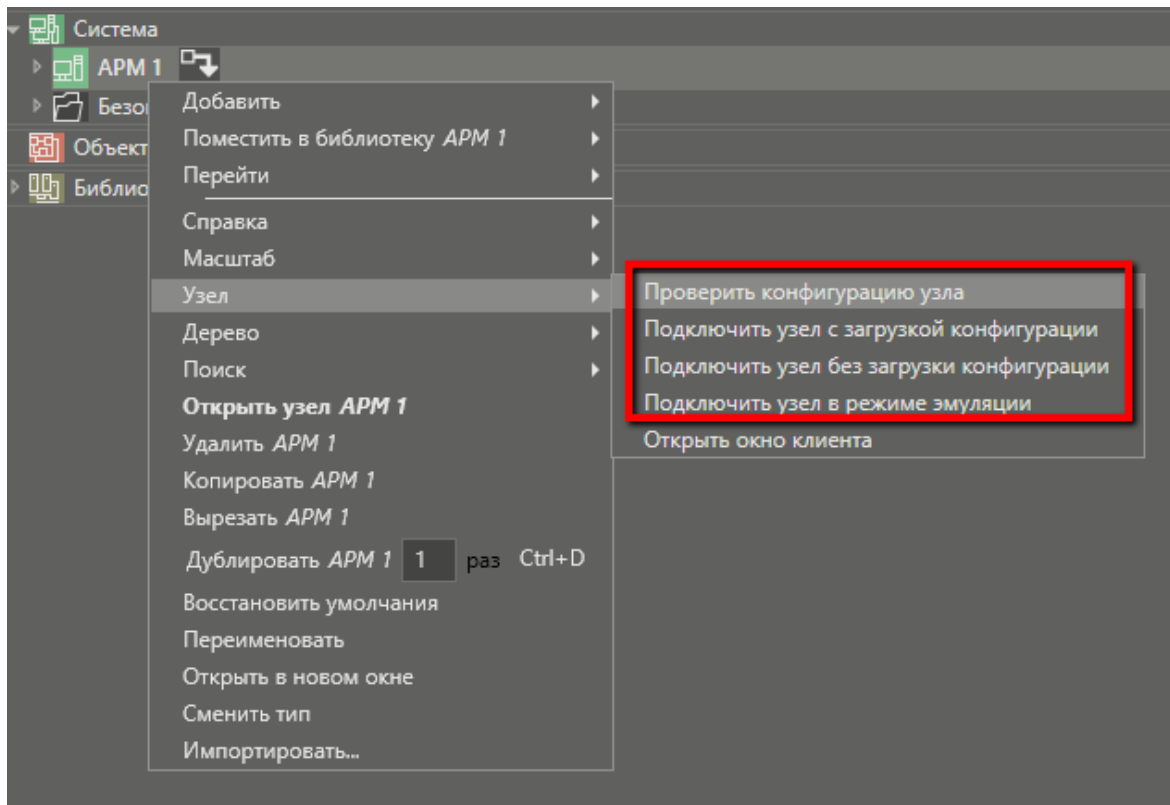 Система
АРМ 1
Безо
Объект
Библио
Добавить
Поместить в библиотеку АРМ 1
Перейти
Справка
Масштаб
Узел
Дерево
Поиск
Открыть узел АРМ 1
Удалить АРМ 1
Копировать АРМ 1
Вырезать АРМ 1
Дублировать АРМ 1 1 раз Ctrl+D
Восстановить умолчания
Переименовать
Открыть в новом окне
Сменить тип
Импортировать...
Проверить конфигурацию узла
Подключить узел с загрузкой конфигурации
Подключить узел без загрузки конфигурации
Подключить узел в режиме эмуляции
Открыть окно клиента